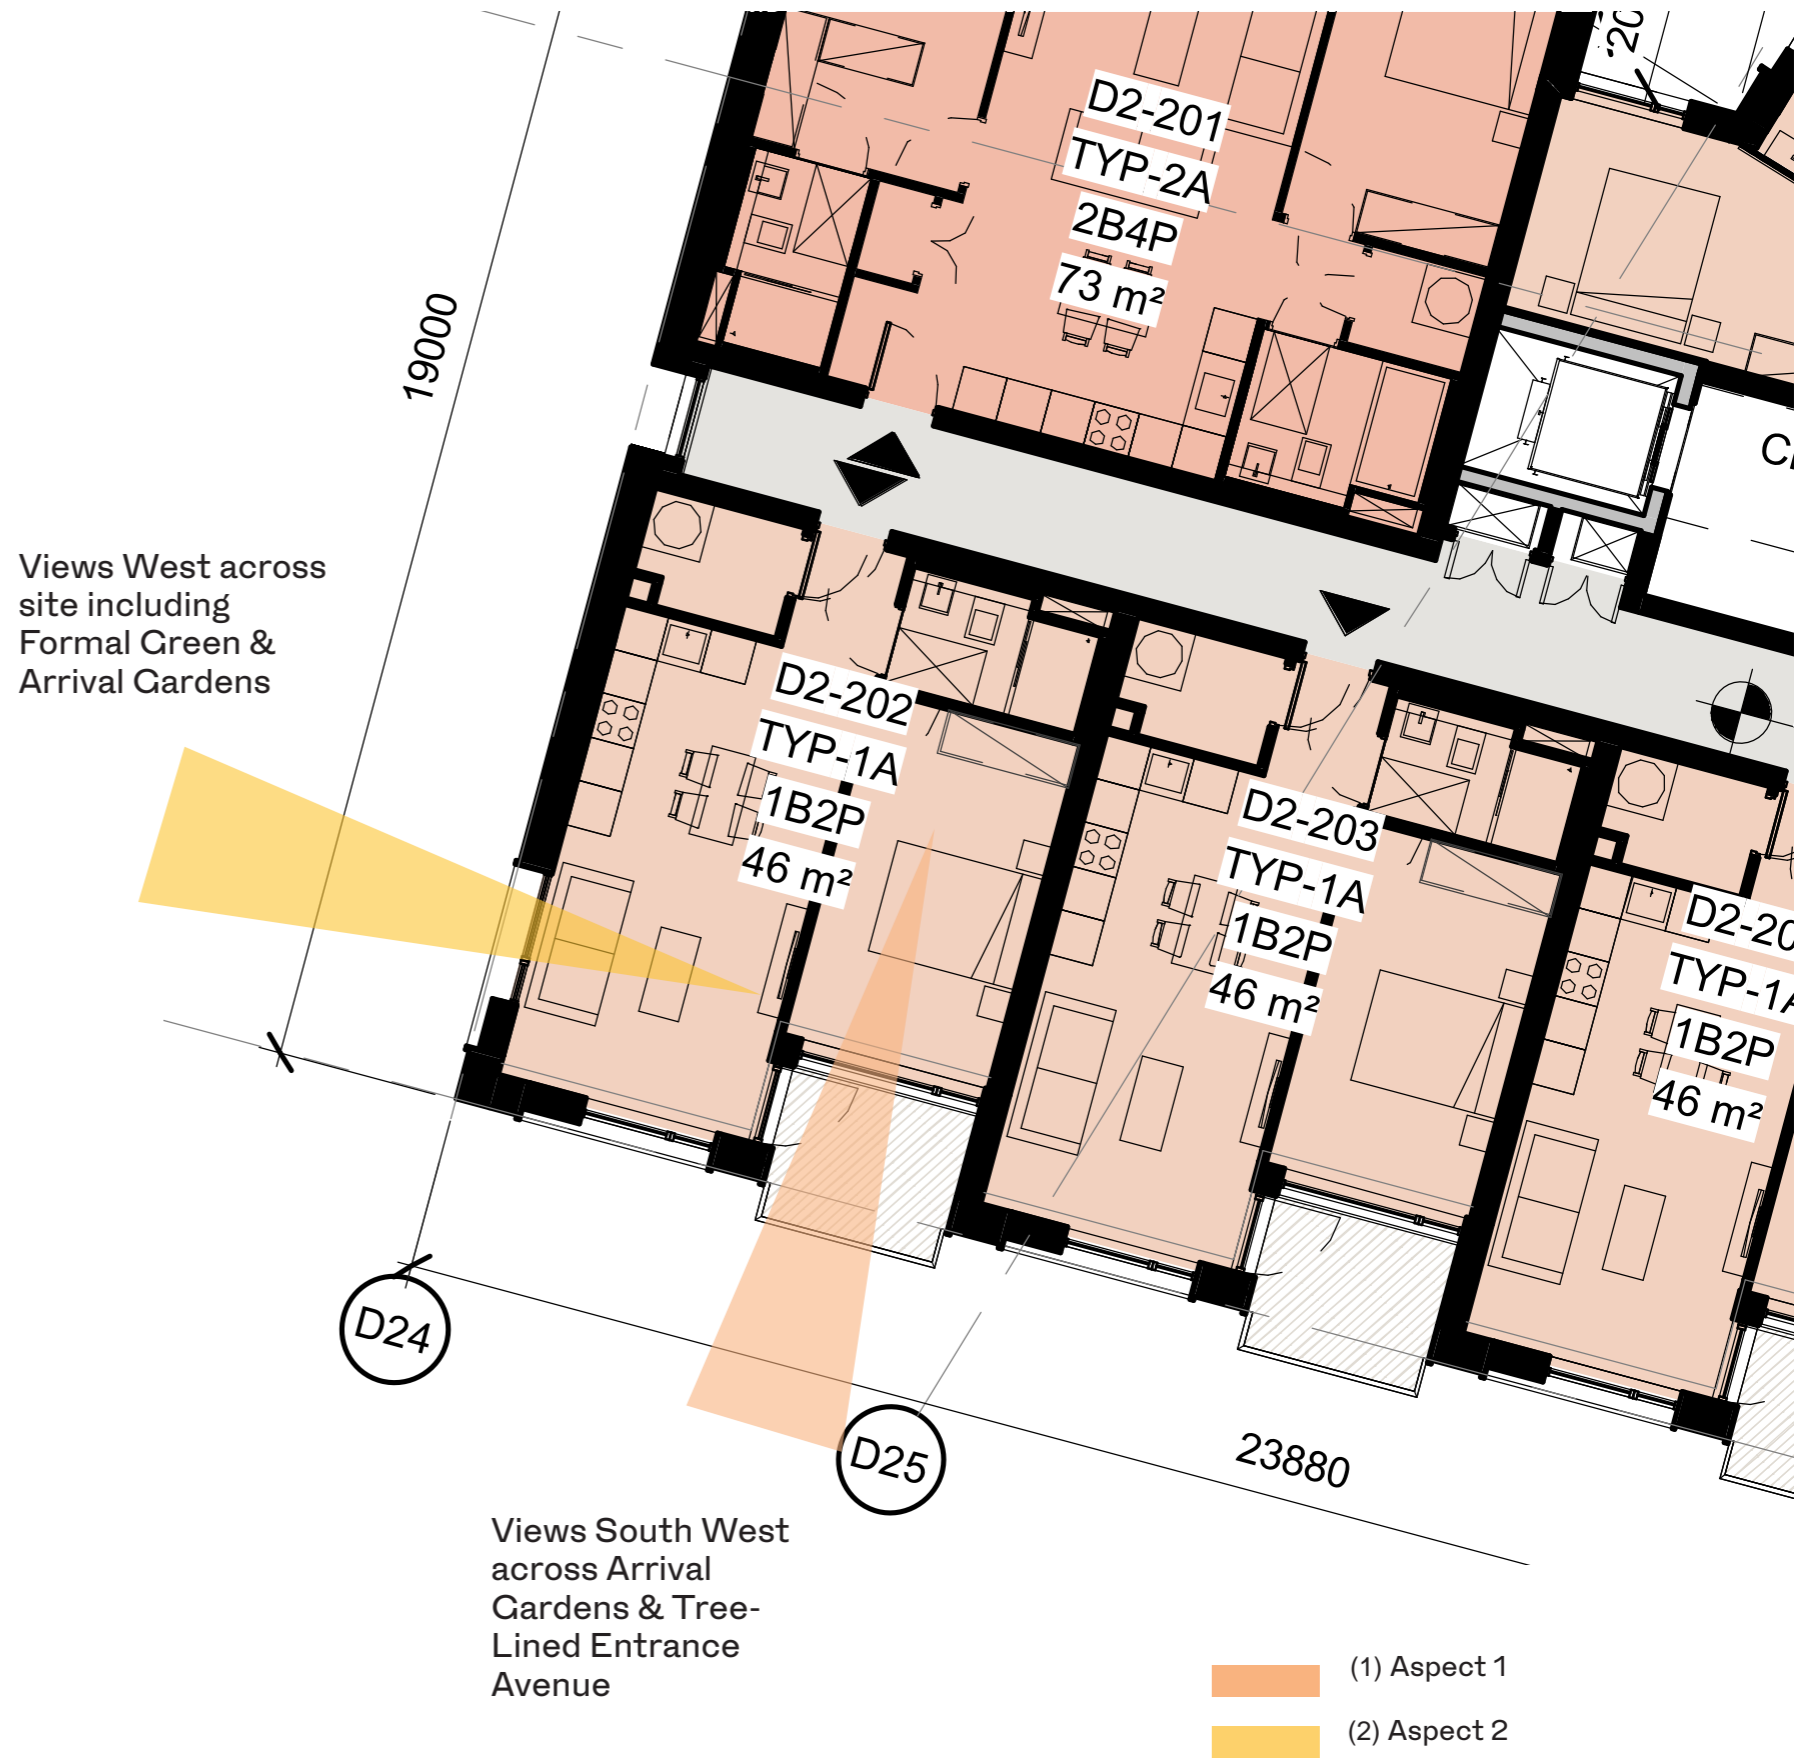 D2-201
TYP-2A
2B4P
73 m²
19000
Views West across
site including
Formal Green &
Arrival Gardens
D2-202
TYP-1A
1B2P
46 m²
D2-203
TYP-1A
1B2P
46 m²
TYP-1A
1B2P
46 m²
D24
D25
23880
Views South West
across Arrival
Gardens & Tree-
Lined Entrance
Avenue
(1) Aspect 1
(2) Aspect 2